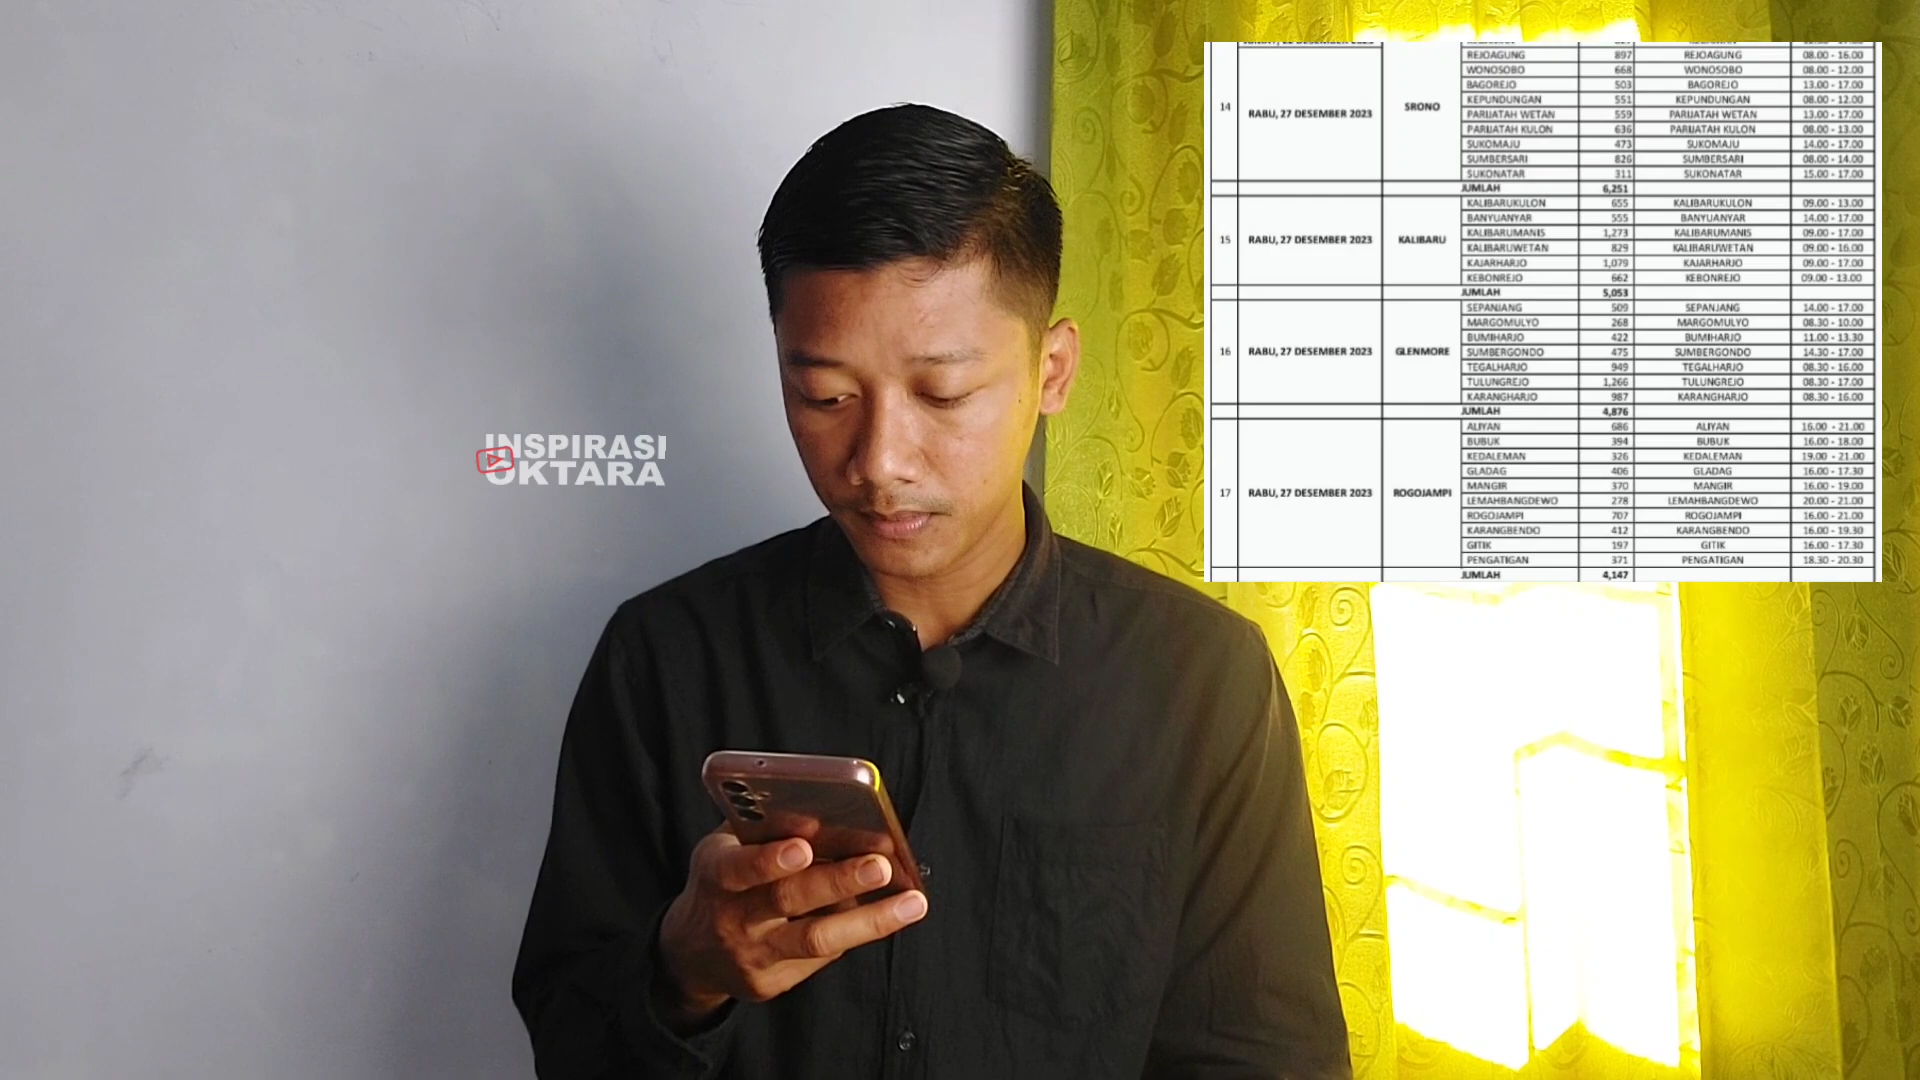 INSPIRASI
OKTARA
REJOAGUNG 897 REJOAGUNG 08.00 - 16.00
WONOSOBO 668 WONOSOBO 08.00 - 12.00
BAGOREJO 503 BAGOREJO 13.00 - 17.00
KEPUNDUNGAN 551 KEPUNDUNGAN 08.00 - 12.00
14 RABU, 27 DESEMBER 2023 SRONO PARIJATAH WETAN 559 PARIJATAH WETAN 13.00 - 17.00
PARIJATAH KULON 636 PARIJATAH KULON 08.00 - 13.00
SUKOMAJU 473 SUKOMAJU 14.00 - 17.00
SUMBERSARI 826 SUMBERSARI 08.00 - 14.00
SUKONATAR 311 SUKONATAR 15.00 - 17.00
JUMLAH 6,251
KALIBARUKULON 655 KALIBARUKULON 09.00 - 13.00
BANYUANYAR 555 BANYUANYAR 14.00 - 17.00
KALIBARUMANIS 1,273 KALIBARUMANIS 09.00 - 17.00
15 RABU, 27 DESEMBER 2023 KALIBARU KALIBARUWETAN 829 KALIBARUWETAN 09.00 - 16.00
KAJARHARJO 1,079 KAJARHARJO 09.00 - 17.00
KEBONREJO 662 KEBONREJO 09.00 - 13.00
JUMLAH 5,053
SEPANJANG 509 SEPANJANG 14.00 - 17.00
MARGOMULYO 268 MARGOMULYO 08.30 - 10.00
BUMIHARJO 422 BUMIHARJO 11.00 - 13.30
16 RABU, 27 DESEMBER 2023 GLENMORE SUMBERGONDO 475 SUMBERGONDO 14.30 - 17.00
TEGALHARJO 949 TEGALHARJO 08.30 - 16.00
TULUNGREJO 1,266 TULUNGREJO 08.30 - 17.00
KARANGHARJO 987 KARANGHARJO 08.30 - 16.00
JUMLAH 4,876
ALIYAN 686 ALIYAN 16.00 - 21.00
BUBUK 394 BUBUK 16.00 - 18.00
KEDALEMAN 326 KEDALEMAN 19.00 - 21.00
GLADAG 406 GLADAG 16.00 - 17.30
MANGIR 370 MANGIR 16.00 - 19.00
17 RABU, 27 DESEMBER 2023 ROGOJAMPI LEMAHBANGDEWO 278 LEMAHBANGDEWO 20.00 - 21.00
ROGOJAMPI 707 ROGOJAMPI 16.00 - 21.00
KARANGBENDO 412 KARANGBENDO 16.00 - 19.30
GITIK 197 GITIK 16.00 - 17.30
PENGATIGAN 371 PENGATIGAN 18.30 - 20.30
JUMLAH 4,147